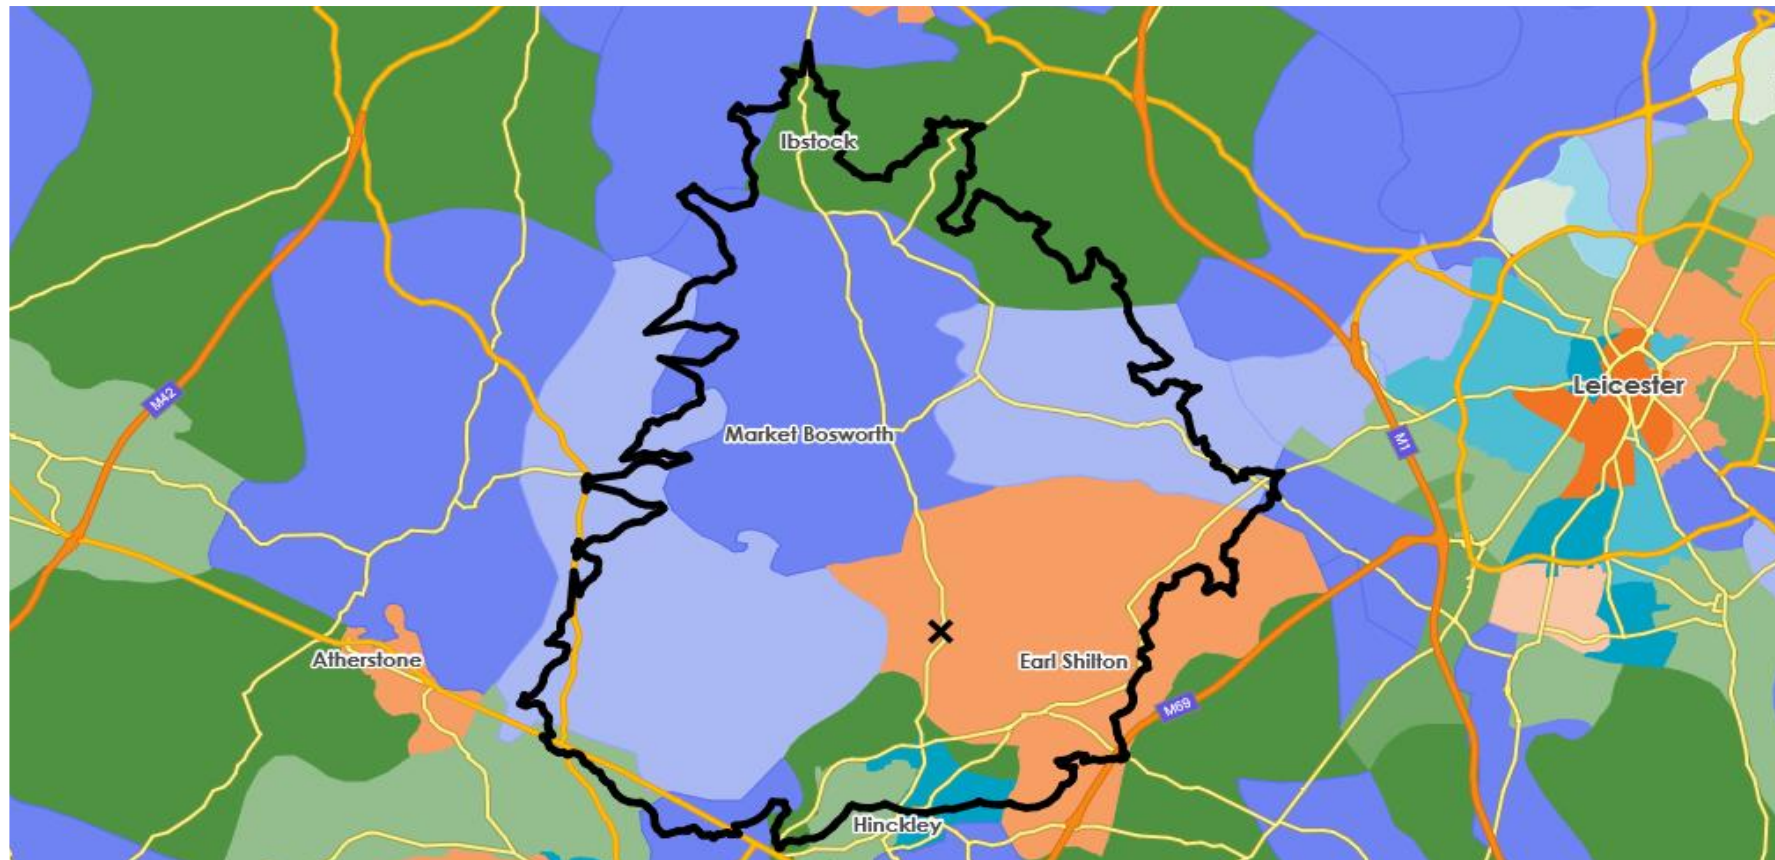 Ibstock
M42
Leicester
Market Bosworth
M1
Atherstone
Earl Shilton
M69
Hinckley